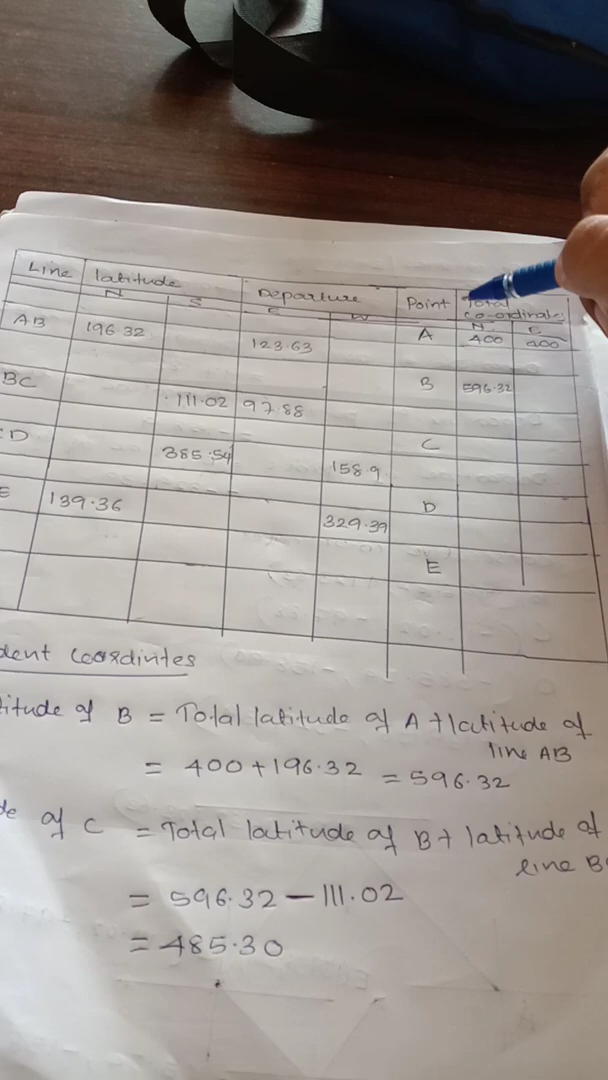 Line latitude Departure Point Total co-ordinates
N S E W N E
AB 196.32 123.63 A 400 400
BC 111.02 97.88 B 596.32
CD 385.54 158.9 C
E 139.36 329.39 D
E
dent coordintes
titude of B = Total latitude of A + latitude of line AB
= 400+196.32 = 596.32
de of C = Total latitude of B + latitude of line B
= 596.32 - 111.02
= 485.30